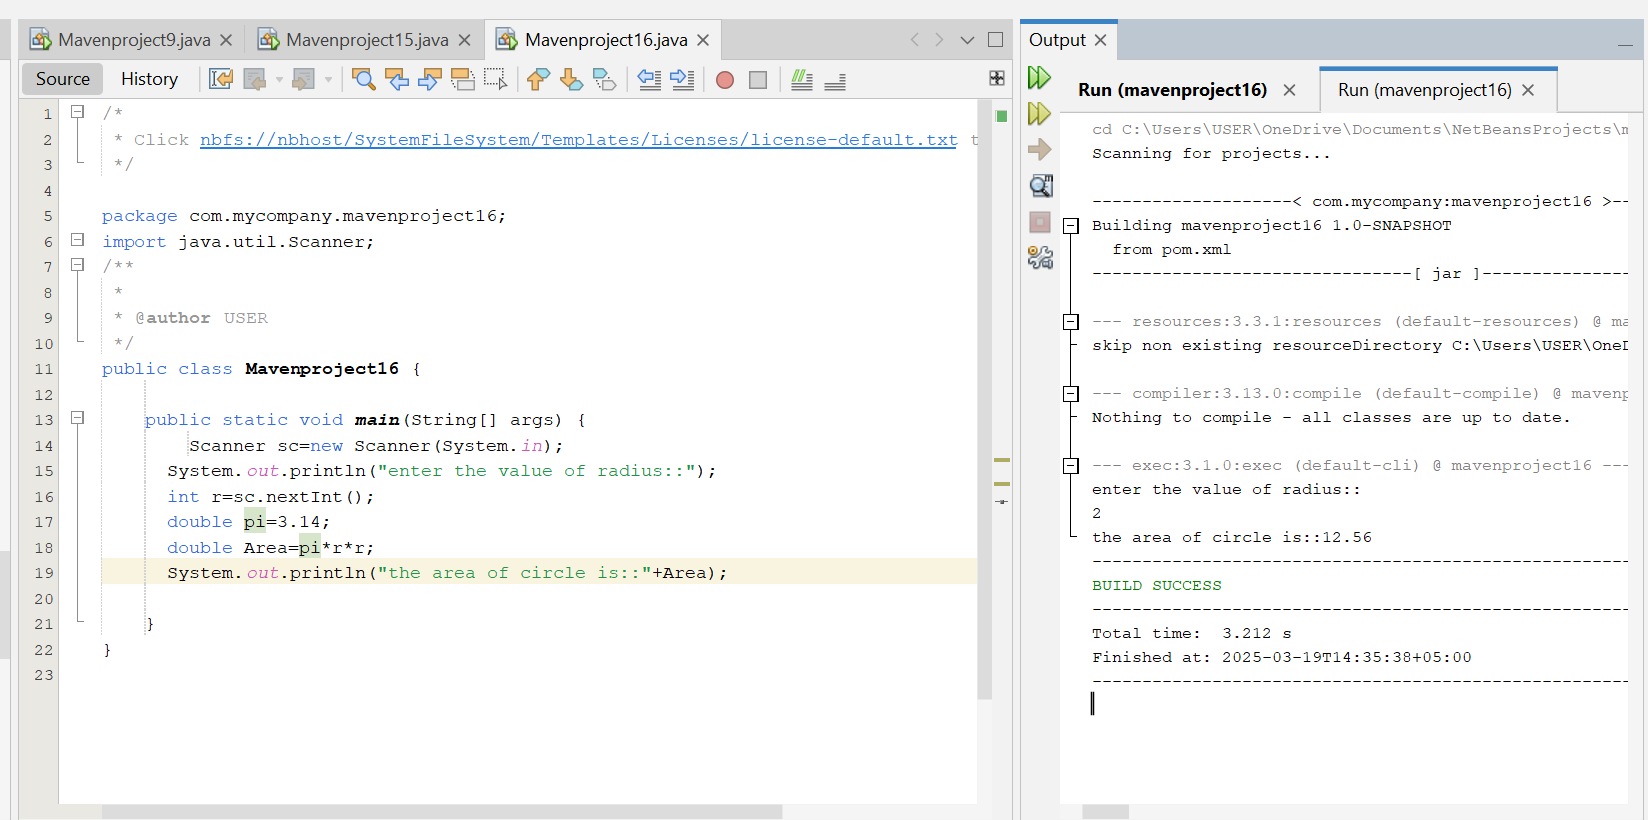 Mavenproject9.java
Mavenproject15.java
Mavenproject16.java
Source
History
1 /*
2 * Click nbfs://nbhost/SystemFileSystem/Templates/Licenses/license-default.txt t
3 */
4
5 package com.mycompany.mavenproject16;
6 import java.util.Scanner;
7 /**
8 *
9 * @author USER
10 */
11 public class Mavenproject16 {
12
13 public static void main(String[] args) {
14 Scanner sc=new Scanner(System.in);
15 System.out.println("enter the value of radius::");
16 int r=sc.nextInt();
17 double pi=3.14;
18 double Area=pi*r*r;
19 System.out.println("the area of circle is::"+Area);
20
21 }
22 }
23
Output
Run (mavenproject16)
Run (mavenproject16)
cd C:\Users\USER\OneDrive\Documents\NetBeansProjects\m
Scanning for projects...
--------------------< com.mycompany:mavenproject16 >--
Building mavenproject16 1.0-SNAPSHOT
from pom.xml
--------------------------------[ jar ]---------------
--- resources:3.3.1:resources (default-resources) @ ma
skip non existing resourceDirectory C:\Users\USER\OneD
--- compiler:3.13.0:compile (default-compile) @ mavenp
Nothing to compile - all classes are up to date.
--- exec:3.1.0:exec (default-cli) @ mavenproject16 ---
enter the value of radius::
2
the area of circle is::12.56
------------------------------------------------------
BUILD SUCCESS
------------------------------------------------------
Total time: 3.212 s
Finished at: 2025-03-19T14:35:38+05:00
------------------------------------------------------